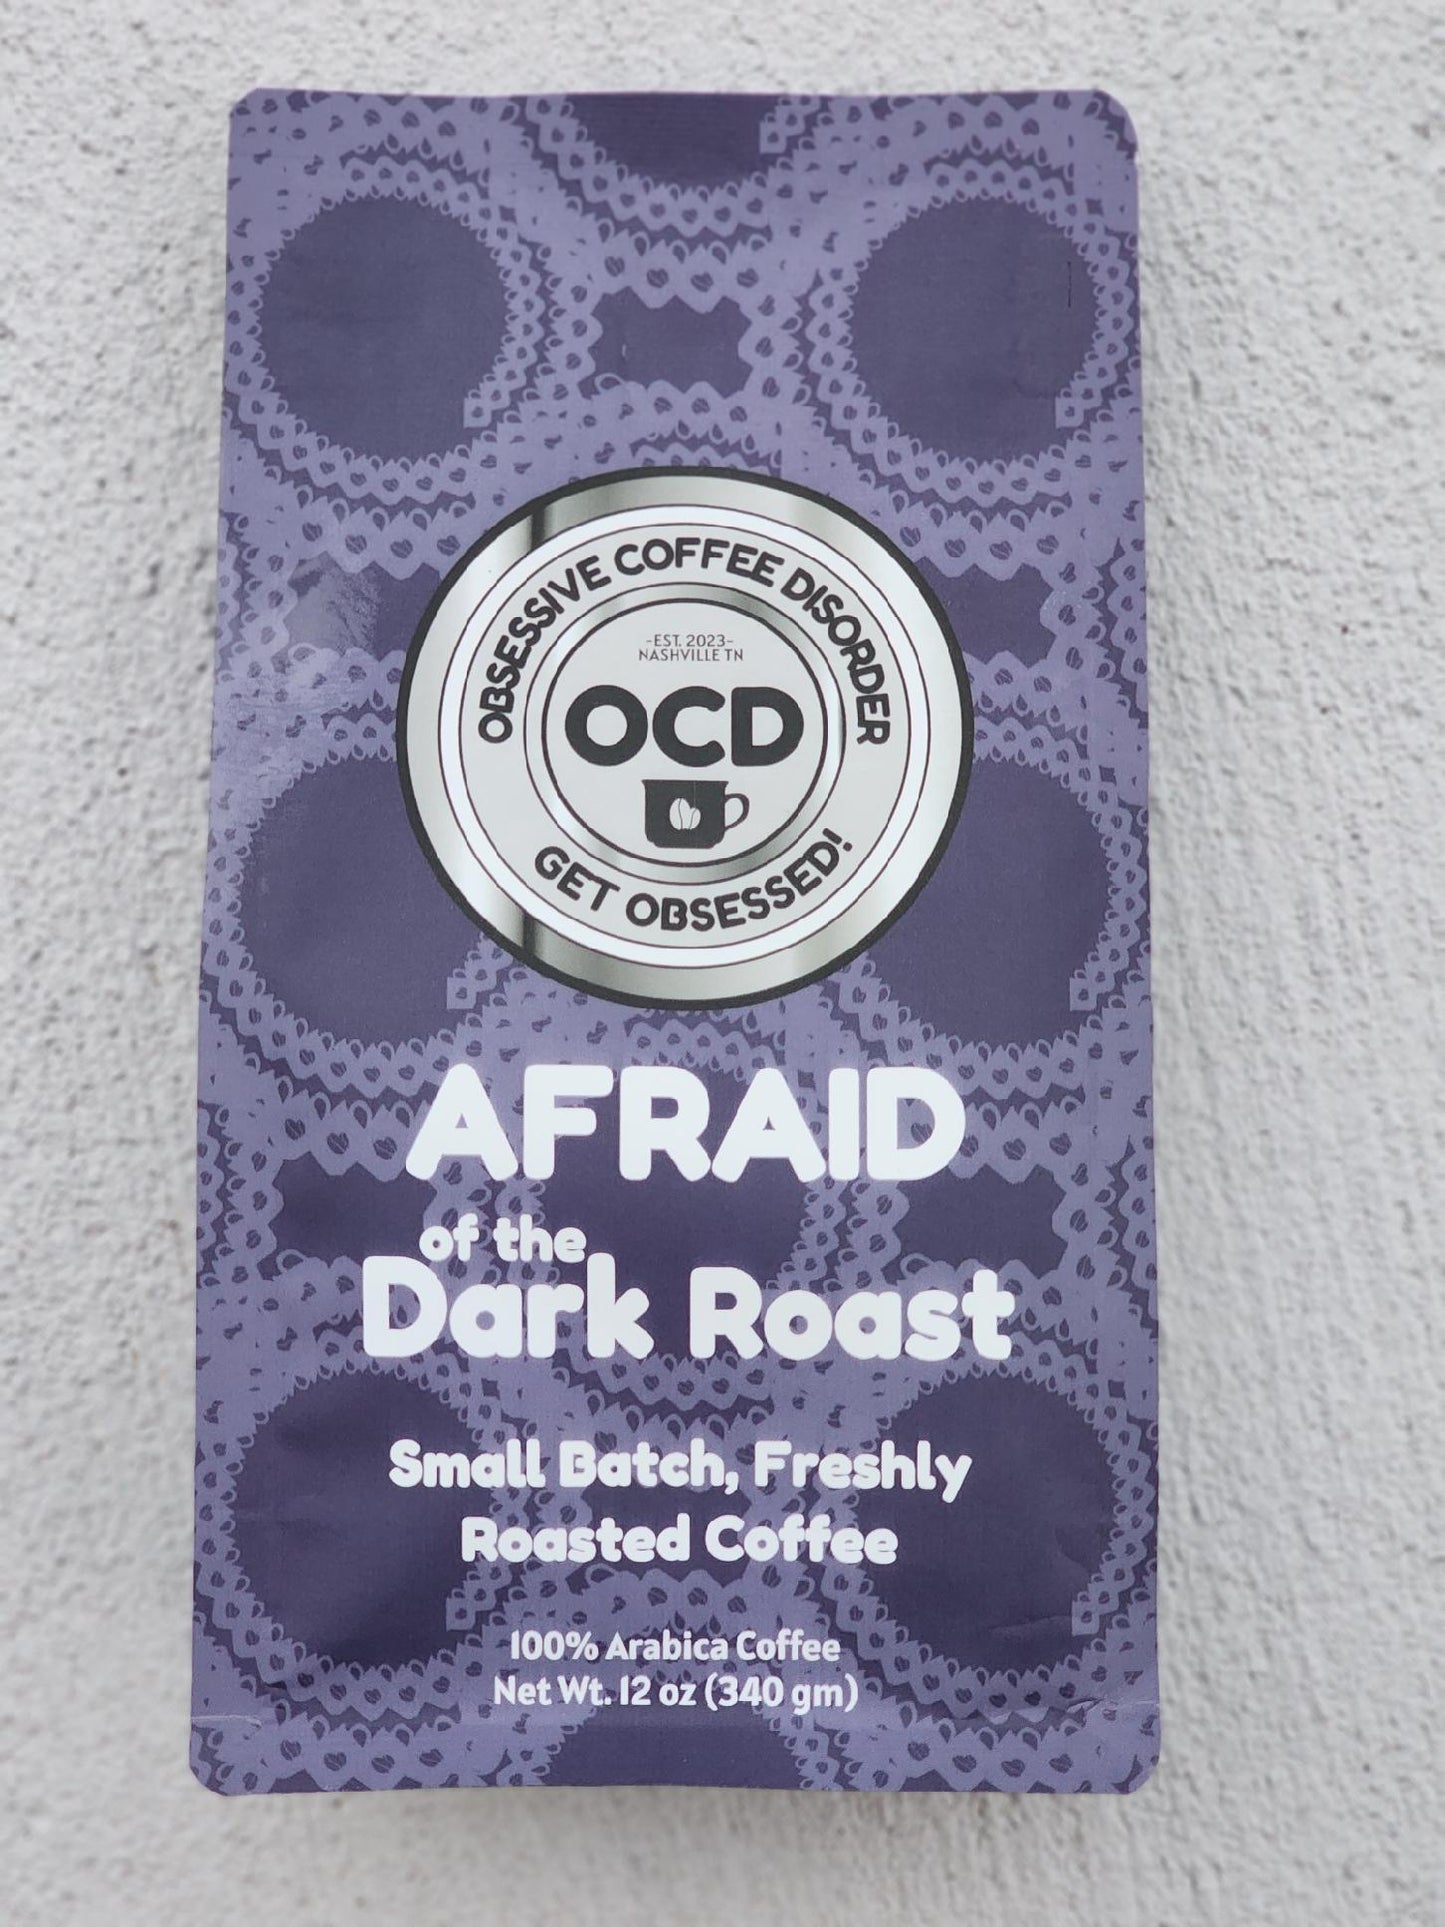 OBSESSIVE COFFEE DISORDER
-EST. 2023-
NASHVILLE TN
OCD
GET OBSESSED!
AFRAID
of the
Dark Roast
Small Batch, Freshly
Roasted Coffee
100% Arabica Coffee
Net Wt. 12 oz (340 gm)